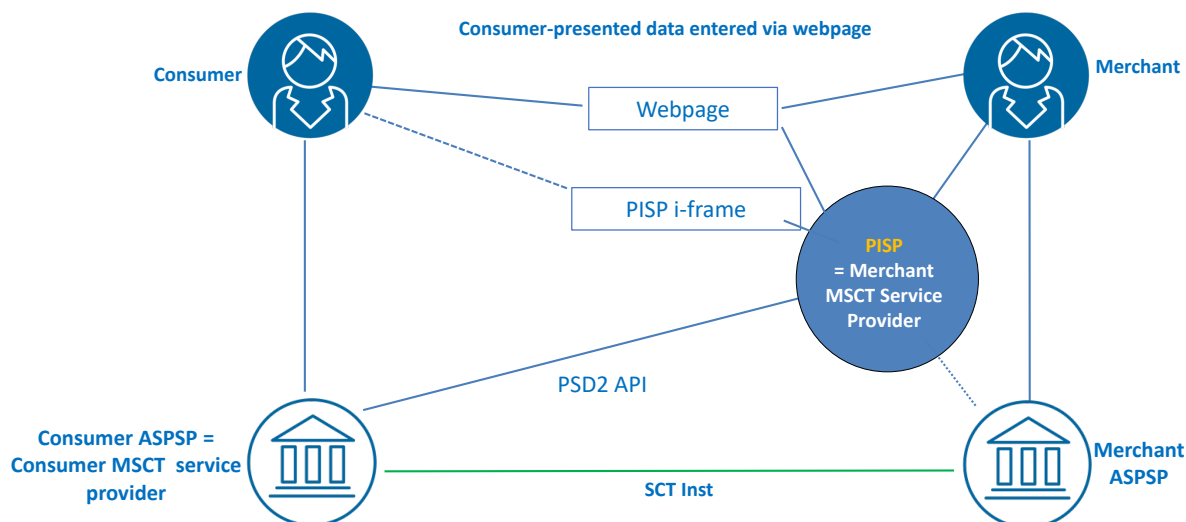 Consumer-presented data entered via webpage
Consumer
Merchant
Webpage
PISP i-frame
PISP
= Merchant
MSCT Service
Provider
PSD2 API
Consumer ASPSP =
Consumer MSCT service
provider
Merchant
ASPSP
SCT Inst